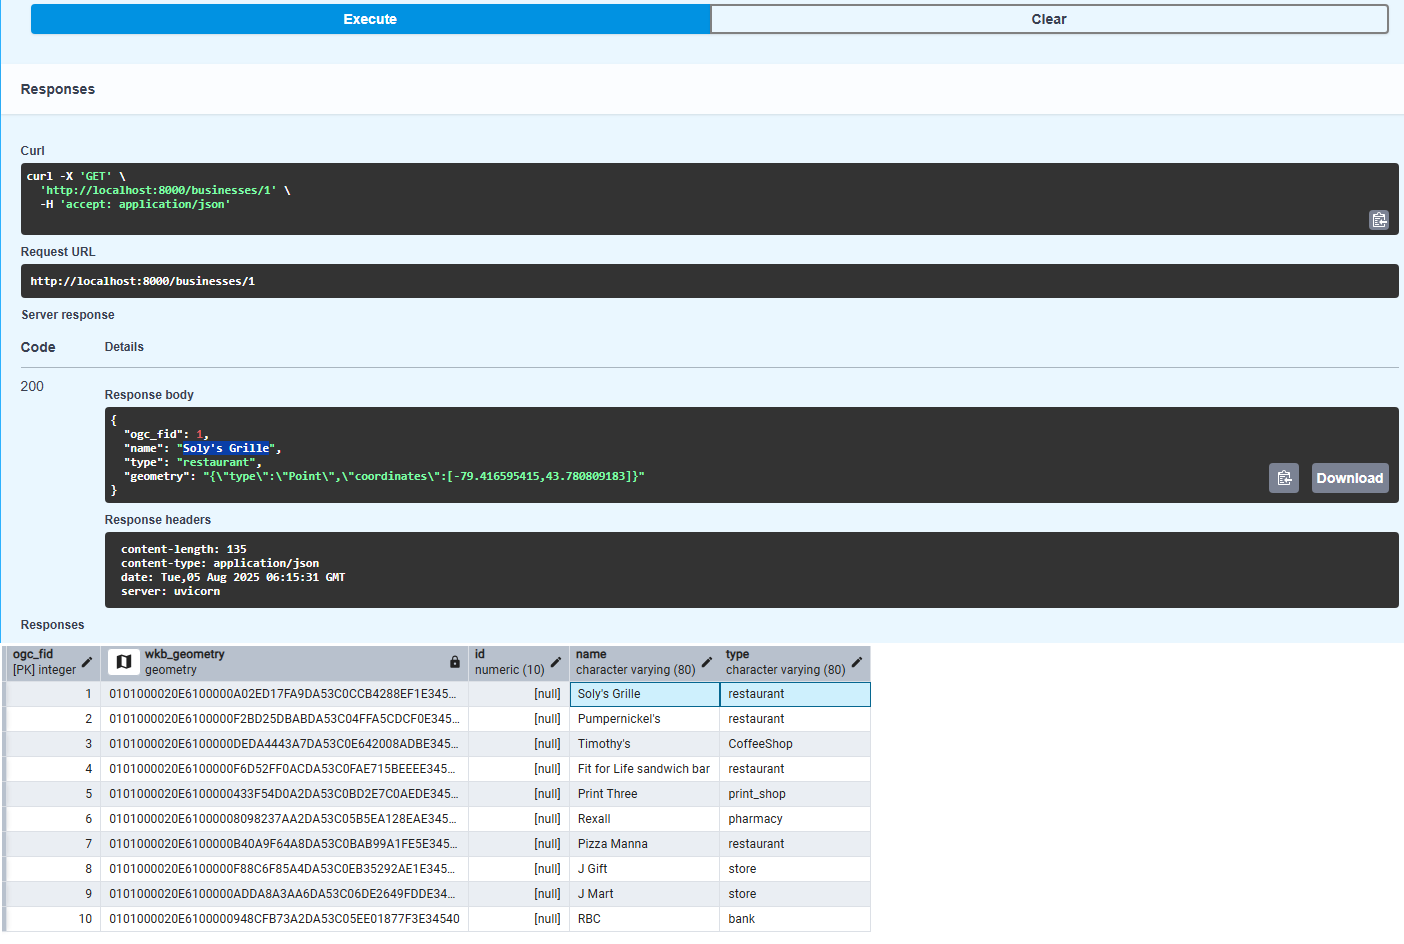 Execute
Clear
Responses
Curl
curl -X 'GET' \
'http://localhost:8000/businesses/1' \
-H 'accept: application/json'
Request URL
http://localhost:8000/businesses/1
Server response
Code Details
200
Response body
{
"ogc_fid": 1,
"name": "Soly's Grille",
"type": "restaurant",
"geometry": "{\"type\":\"Point\",\"coordinates\":[-79.416595415,43.780809183]}"
}
Download
Response headers
content-length: 135
content-type: application/json
date: Tue,05 Aug 2025 06:15:31 GMT
server: uvicorn
Responses
ogc_fid wkb_geometry id name type
[PK] integer geometry numeric (10) character varying (80) character varying (80)
1 0101000020E6100000A02ED17FA9DA53C0CCB4288EF1E345… [null] Soly's Grille restaurant
2 0101000020E6100000F2BD25DBABDA53C04FFA5CDCF0E345… [null] Pumpernickel's restaurant
3 0101000020E6100000DEDA4443A7DA53C0E642008ADBE345… [null] Timothy's CoffeeShop
4 0101000020E6100000F6D52FF0ACDA53C0FAE715BEEEE345… [null] Fit for Life sandwich bar restaurant
5 0101000020E6100000433F54D0A2DA53C0BD2E7C0AEDE345… [null] Print Three print_shop
6 0101000020E61000008098237AA2DA53C05B5EA128EAE345… [null] Rexall pharmacy
7 0101000020E6100000B40A9F64A8DA53C0BAB99A1FE5E345… [null] Pizza Manna restaurant
8 0101000020E6100000F88C6F85A4DA53C0EB35292AE1E345… [null] J Gift store
9 0101000020E6100000ADDA8A3AA6DA53C06DE2649FDDE34… [null] J Mart store
10 0101000020E6100000948CFB73A2DA53C05EE01877F3E34540 [null] RBC bank